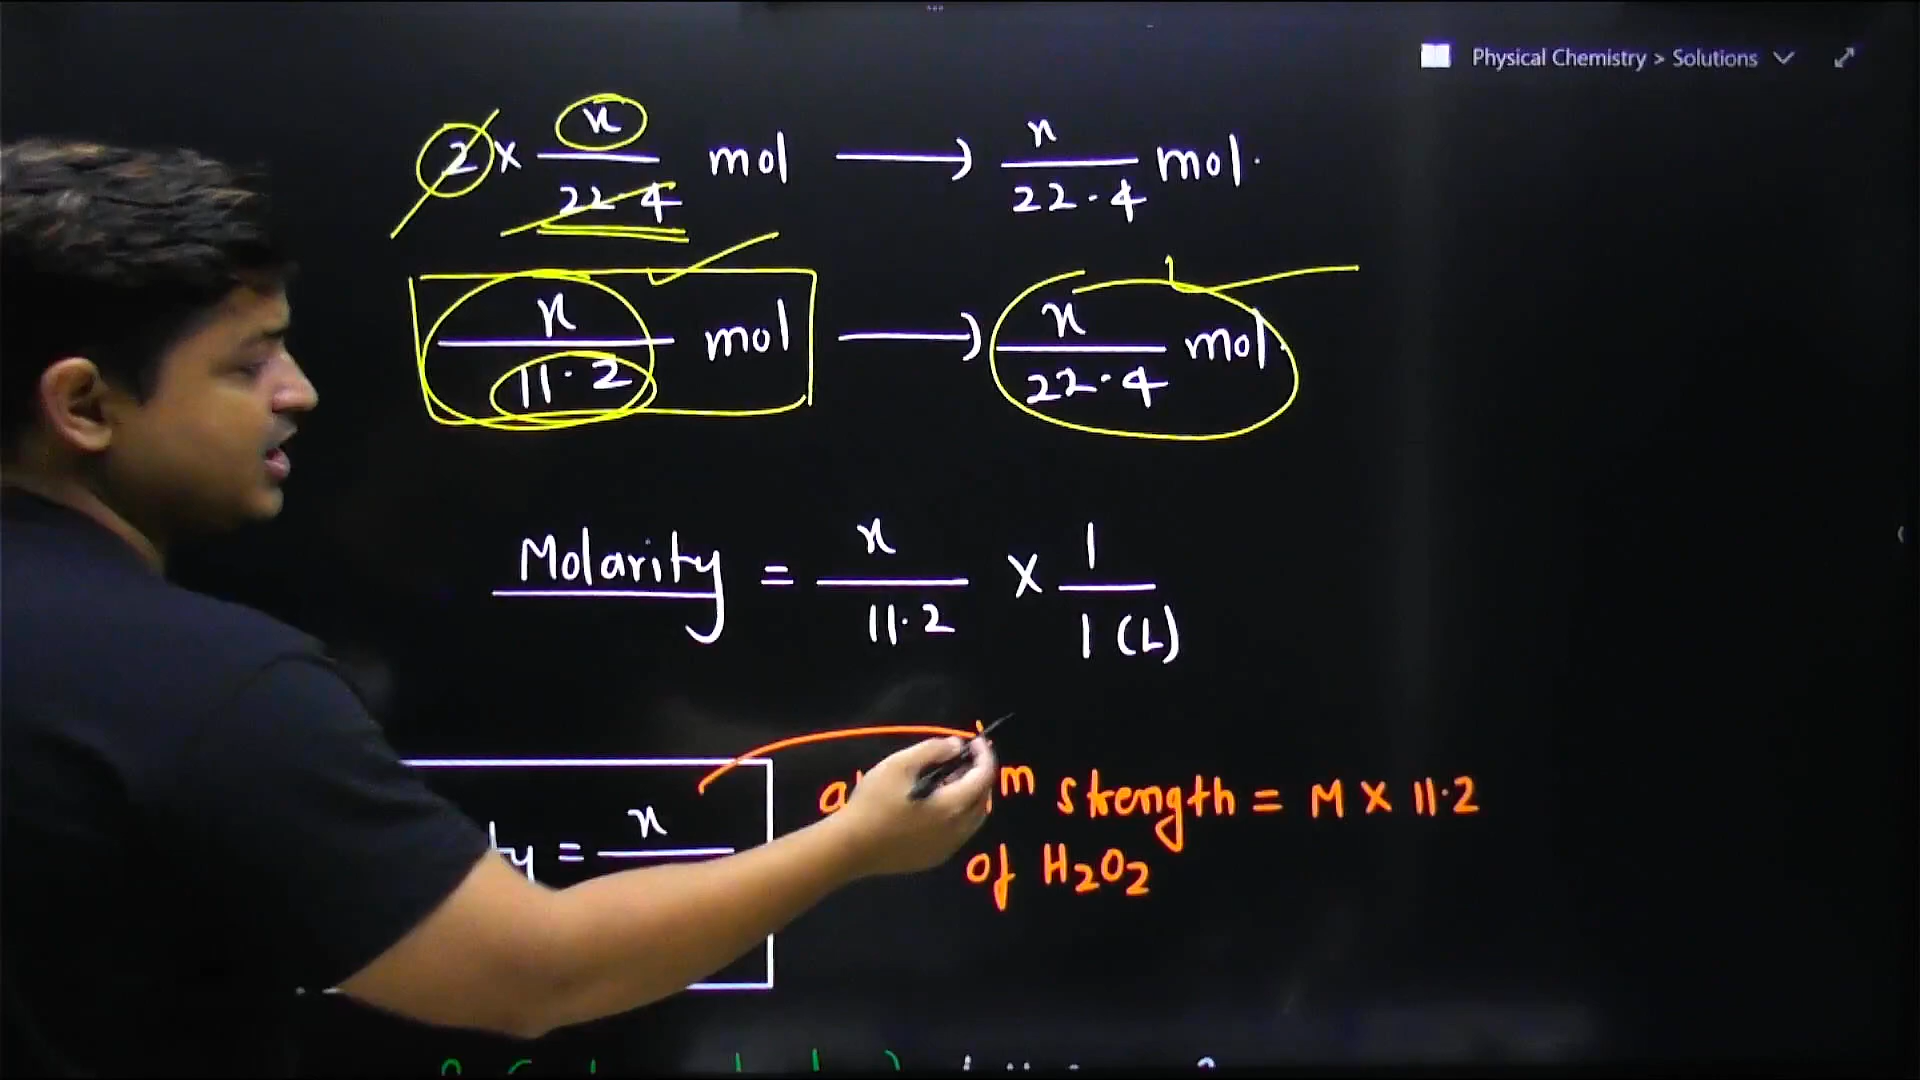 Physical Chemistry > Solutions
2 × x/22.4 mol → x/22.4 mol.
x/11.2 mol → x/22.4 mol.
Molarity = x/11.2 × 1/1(L)
= x
strength = M × 11.2
of H₂O₂